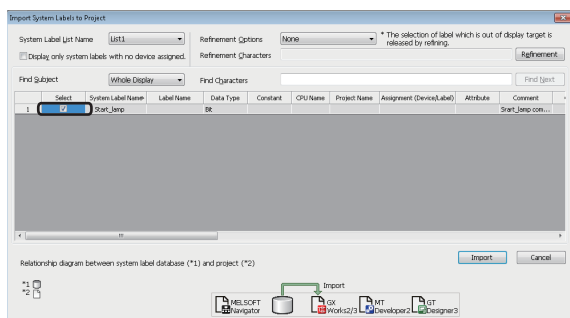 Import System Labels to Project
System Label List Name List1 Refinement Options None * The selection of label which is out of display target is released by refining.
Display only system labels with no device assigned. Refinement Characters Refinement
Find Subject Whole Display Find Characters Find Next
Select System Label Name Label Name Data Type Constant CPU Name Project Name Assignment (Device/Label) Attribute Comment
1 Start_lamp Bit Srart_lamp com...
Import Cancel
Relationship diagram between system label database (*1) and project (*2)
*1
*2
Import
MELSOFT Navigator GX Works2/3 MT Developer2 GT Designer3